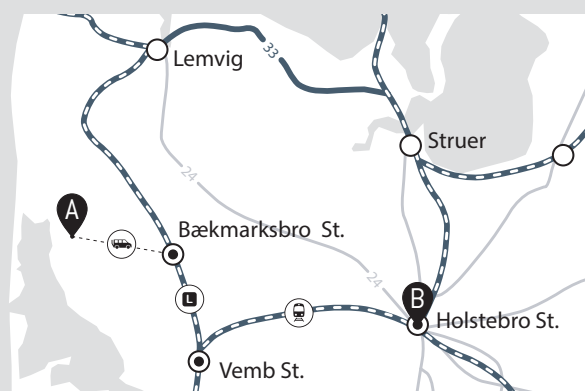 33
Lemvig
Struer
24
A
Bækmarksbro St.
24
L
B
Holstebro St.
Vemb St.